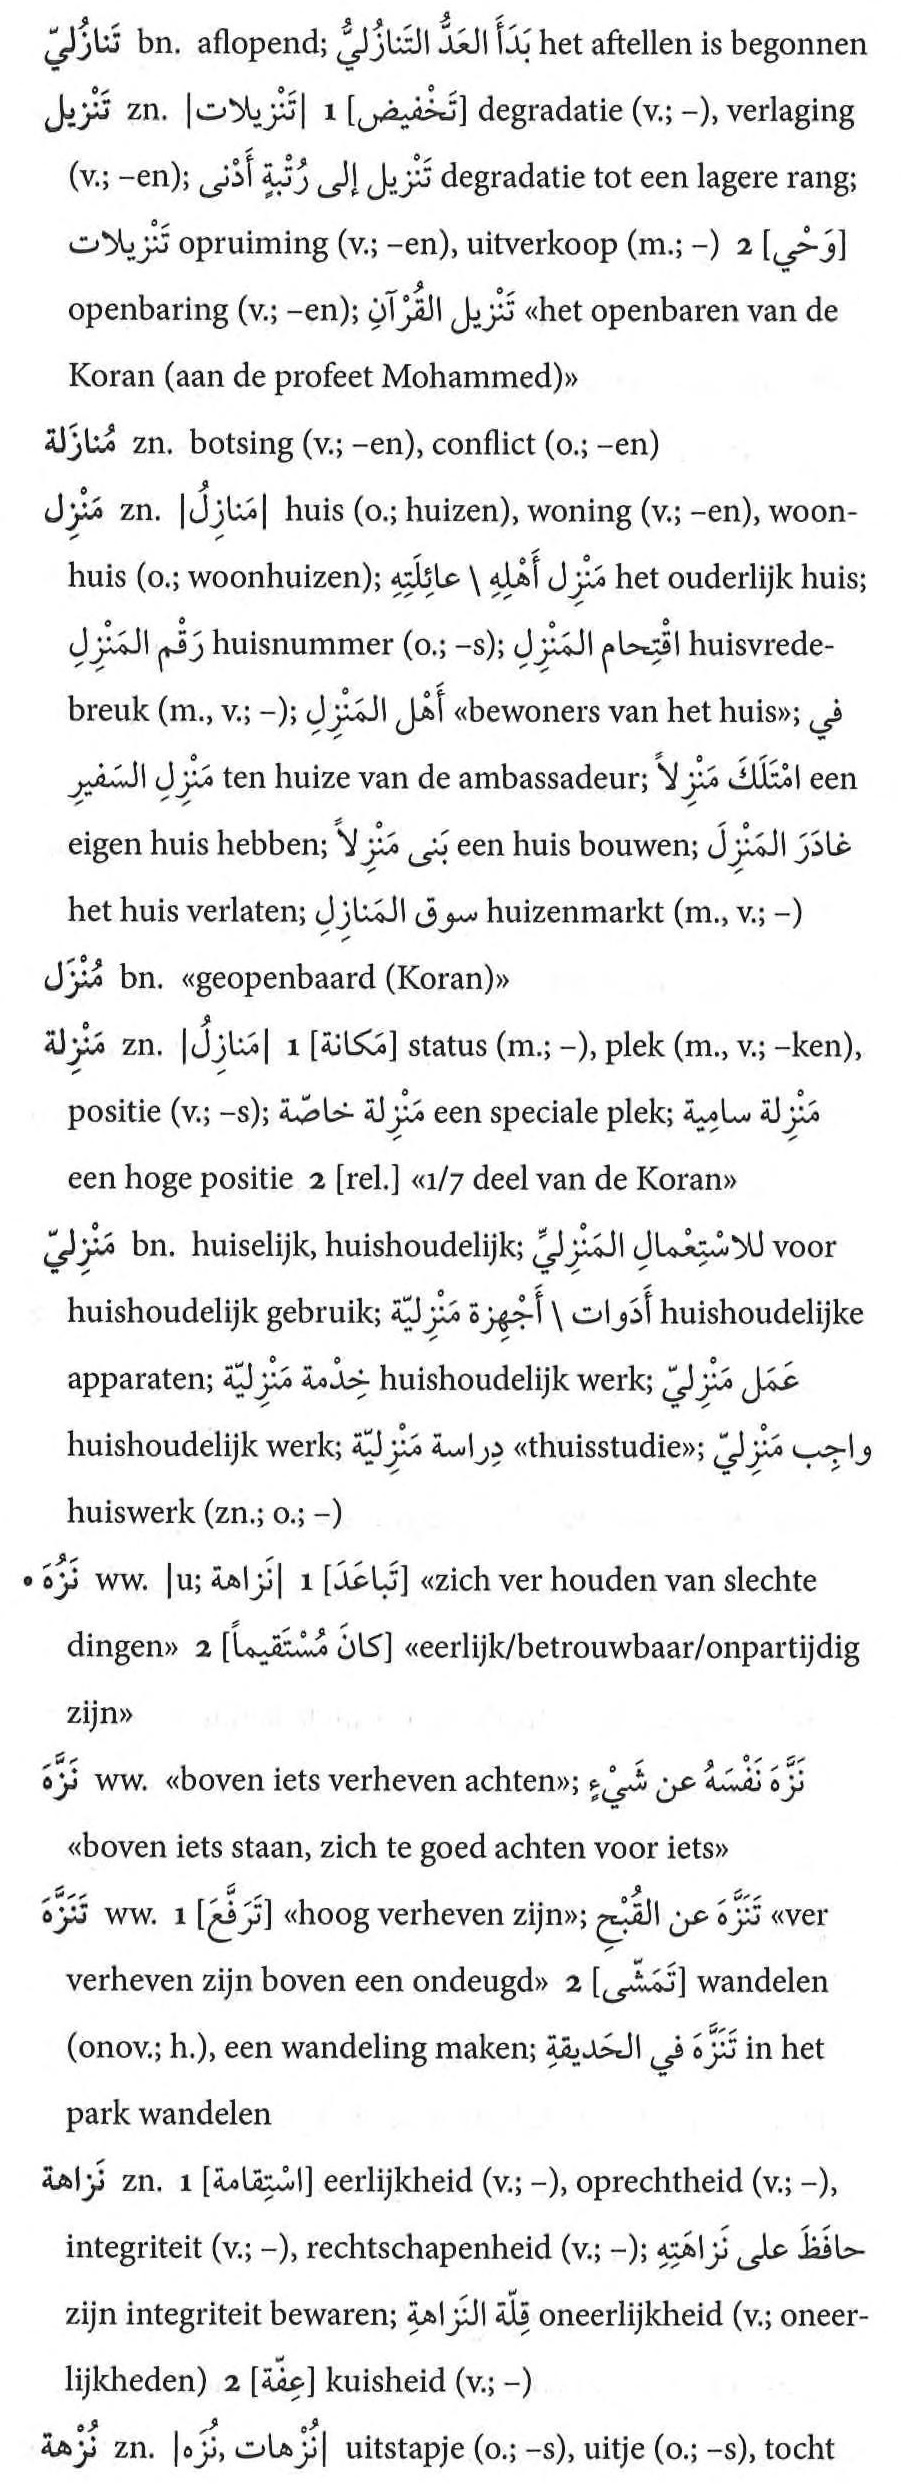 تَنازُليّ bn. aflopend; بَدَأَ العَدُّ التَنازُليُّ het aftellen is begonnen
تَنْزيل zn. |تَنْزيلات| 1 [تَخْفيض] degradatie (v.; –), verlaging
(v.; –en); تَنْزيل إلى رُتْبةٍ أَدْنى degradatie tot een lagere rang;
تَنْزيلات opruiming (v.; –en), uitverkoop (m.; –) 2 [وَحْي]
openbaring (v.; –en); تَنْزيل القُرْآنِ «het openbaren van de
Koran (aan de profeet Mohammed)»
مُنازَلة zn. botsing (v.; –en), conflict (o.; –en)
مَنْزِل zn. |مَنازِلُ| huis (o.; huizen), woning (v.; –en), woon-
huis (o.; woonhuizen); مَنْزِل أَهْلِهِ \ عائِلَتِهِ het ouderlijk huis;
رَقْم المَنْزِلِ huisnummer (o.; –s); اقْتِحام المَنْزِلِ huisvrede-
breuk (m., v.; –); أَهْل المَنْزِلِ «bewoners van het huis»; في
مَنْزِلِ السَفيرِ ten huize van de ambassadeur; امْتَلَكَ مَنْزِلاً een
eigen huis hebben; بَنى مَنْزِلاً een huis bouwen; غادَرَ المَنْزِلَ
het huis verlaten; سوق المَنازِلِ huizenmarkt (m., v.; –)
مُنْزَل bn. «geopenbaard (Koran)»
مَنْزِلة zn. |مَنازِلُ| 1 [مَكانة] status (m.; –), plek (m., v.; –ken),
positie (v.; –s); مَنْزِلة خاصّة een speciale plek; مَنْزِلة سامِية
een hoge positie 2 [rel.] «1/7 deel van de Koran»
مَنْزِليّ bn. huiselijk, huishoudelijk; للاسْتِعْمالِ المَنْزِليِّ voor
huishoudelijk gebruik; أَدَوات \ أَجْهِزة مَنْزِليّة huishoudelijke
apparaten; خِدْمة مَنْزِليّة huishoudelijk werk; عَمَل مَنْزِليّ
huishoudelijk werk; دِراسة مَنْزِليّة «thuisstudie»; واجِب مَنْزِليّ
huiswerk (zn.; o.; –)
• نَزُهَ ww. |u; نَزاهة| 1 [تَباعَدَ] «zich ver houden van slechte
dingen» 2 [كانَ مُسْتَقيماً] «eerlijk/betrouwbaar/onpartijdig
zijn»
نَزَّهَ ww. «boven iets verheven achten»; نَزَّهَ نَفْسَهُ عن شَيْءٍ
«boven iets staan, zich te goed achten voor iets»
تَنَزَّهَ ww. 1 [تَرَفَّعَ] «hoog verheven zijn»; تَنَزَّهَ عن القُبْحِ «ver
verheven zijn boven een ondeugd» 2 [تَمَشّى] wandelen
(onov.; h.), een wandeling maken; تَنَزَّهَ في الحَديقةِ in het
park wandelen
نَزاهة zn. 1 [اسْتِقامة] eerlijkheid (v.; –), oprechtheid (v.; –),
integriteit (v.; –), rechtschapenheid (v.; –); حافَظَ على نَزاهَتِهِ
zijn integriteit bewaren; قِلّة النَزاهةِ oneerlijkheid (v.; oneer-
lijkheden) 2 [عِفّة] kuisheid (v.; –)
نُزْهة zn. |نُزْهات, نُزَه| uitstapje (o.; –s), uitje (o.; –s), tocht